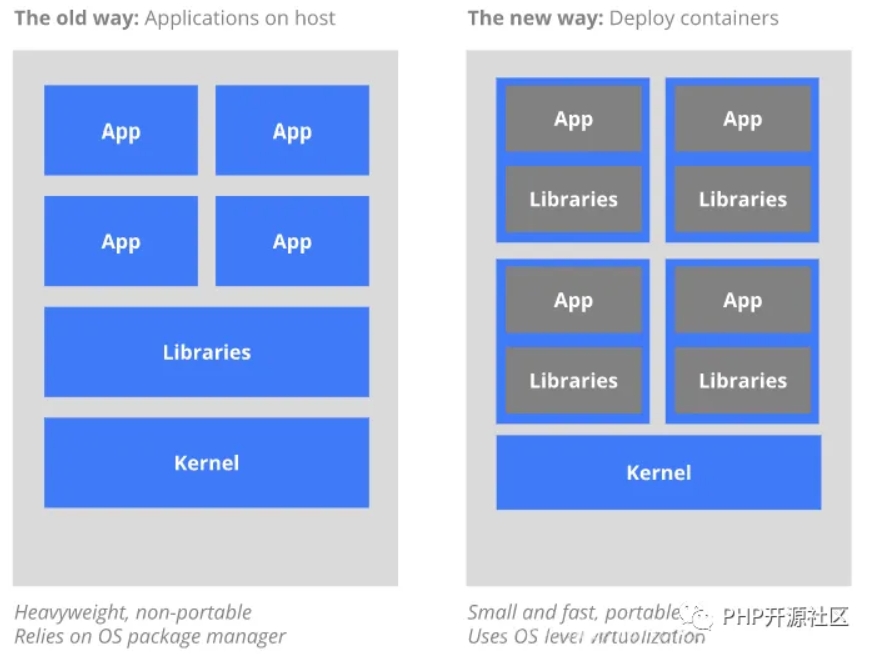 The old way: Applications on host
App
App
App
App
Libraries
Kernel
Heavyweight, non-portable
Relies on OS package manager
The new way: Deploy containers
App
App
Libraries
Libraries
App
App
Libraries
Libraries
Kernel
Small and fast, portable
Uses OS level virtualization
PHP开源社区